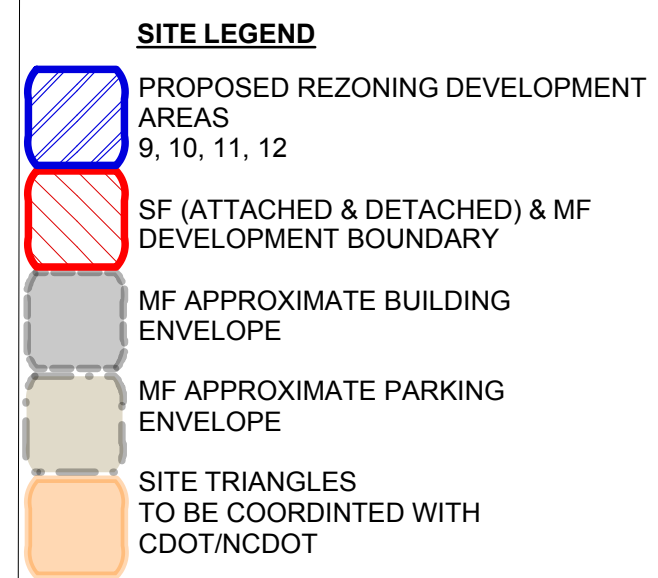 SITE LEGEND
PROPOSED REZONING DEVELOPMENT
AREAS
9, 10, 11, 12
SF (ATTACHED & DETACHED) & MF
DEVELOPMENT BOUNDARY
MF APPROXIMATE BUILDING
ENVELOPE
MF APPROXIMATE PARKING
ENVELOPE
SITE TRIANGLES
TO BE COORDINTED WITH
CDOT/NCDOT